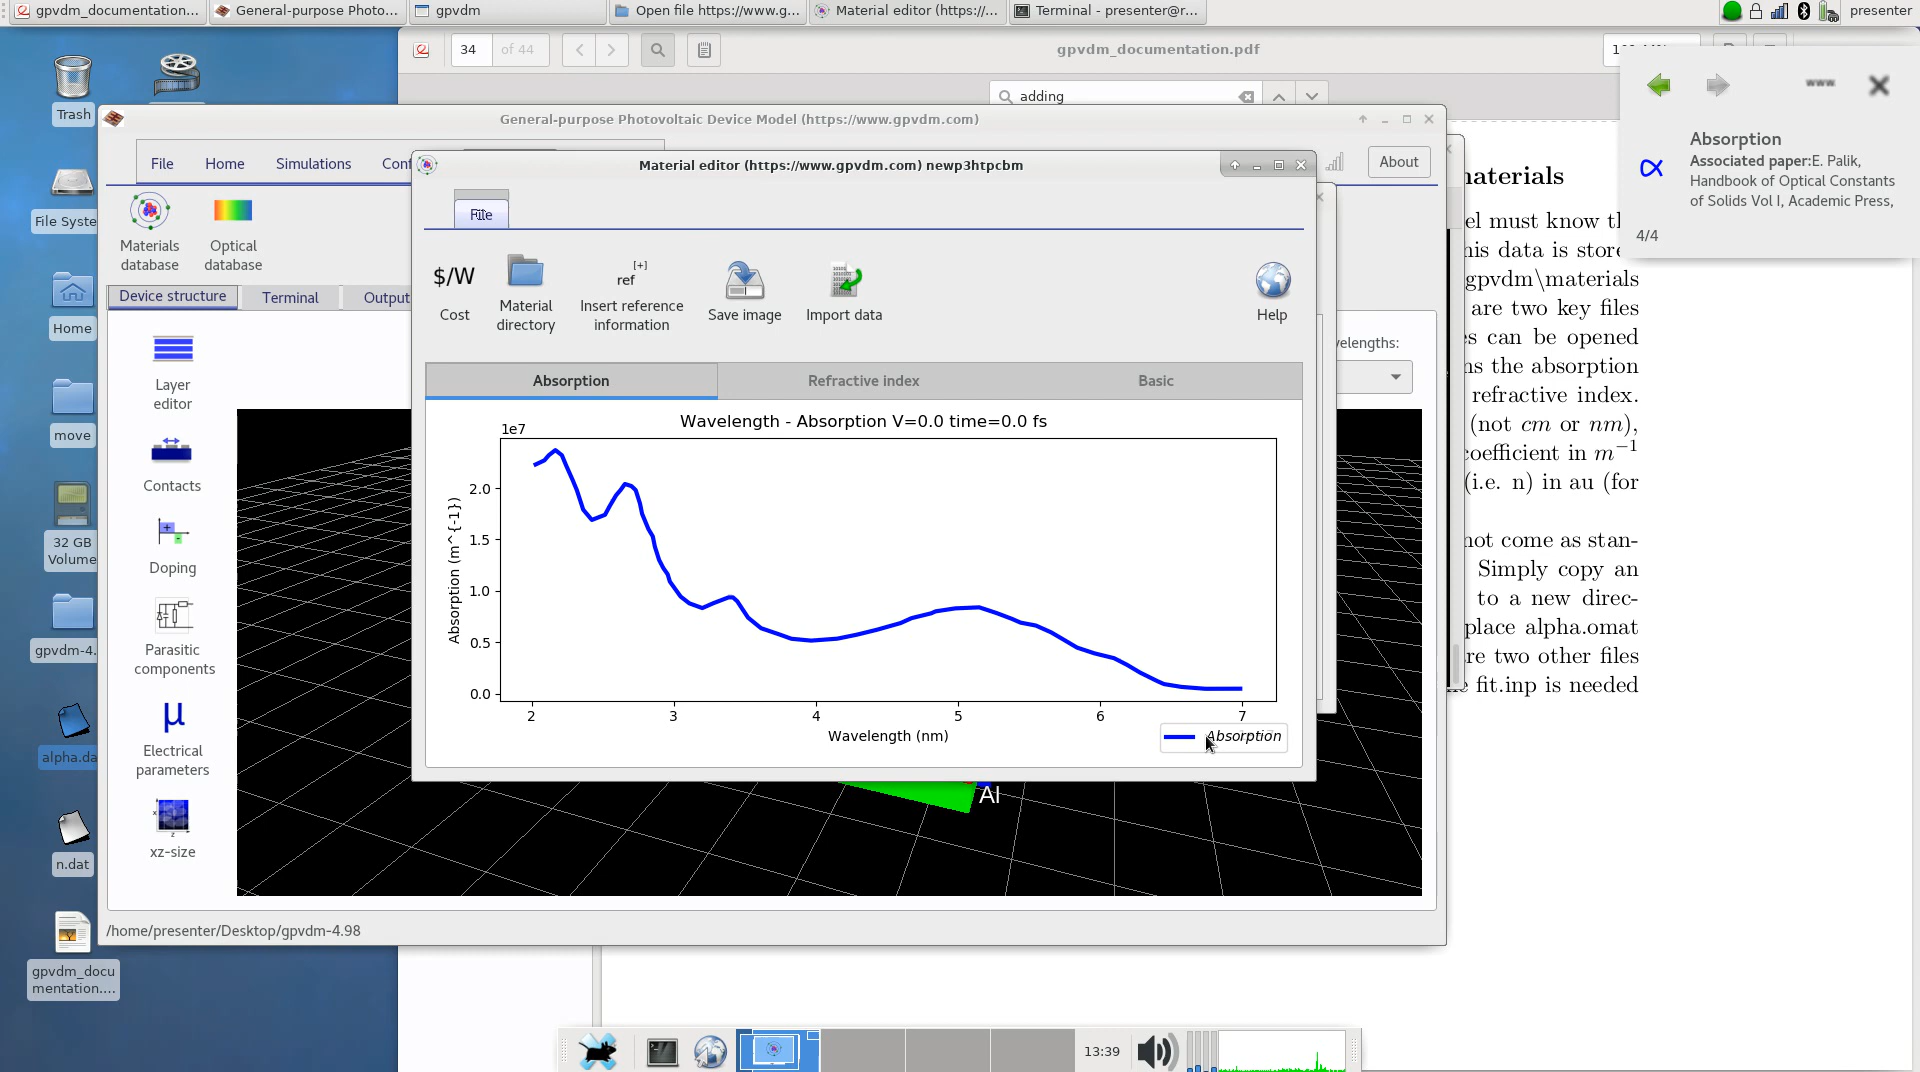 gpvdm_documentation...
General-purpose Photo...
gpvdm
Open file https://www.g...
Material editor (https://...
Terminal - presenter@r...
presenter
34
of 44
gpvdm_documentation.pdf
adding
Trash
File Syste
Home
move
32 GB
Volume
gpvdm-4.
alpha.da
n.dat
gpvdm_docu
mentation....
General-purpose Photovoltaic Device Model (https://www.gpvdm.com)
File
Home
Simulations
About
Materials
database
Optical
database
Device structure
Terminal
Output
Layer
editor
Contacts
Doping
Parasitic
components
μ
Electrical
parameters
x
z
xz-size
/home/presenter/Desktop/gpvdm-4.98
Material editor (https://www.gpvdm.com) newp3htpcbm
File
$/W
Cost
Material
directory
ref [+]
Insert reference
information
Save image
Import data
Help
Absorption
Refractive index
Basic
Wavelength - Absorption V=0.0 time=0.0 fs
1e7
2.0
1.5
1.0
0.5
0.0
Absorption (m^{-1})
2 3 4 5 6 7
Wavelength (nm)
Absorption
Al
velengths:
naterials
el must know th
his data is store
gpvdm\materials
are two key files
es can be opened
ns the absorption
refractive index.
(not cm or nm),
coefficient in m⁻¹
(i.e. n) in au (for
not come as stan-
Simply copy an
to a new direc-
place alpha.omat
re two other files
e fit.inp is needed
www
α
Absorption
Associated paper:E. Palik,
Handbook of Optical Constants
of Solids Vol I, Academic Press,
4/4
13:39